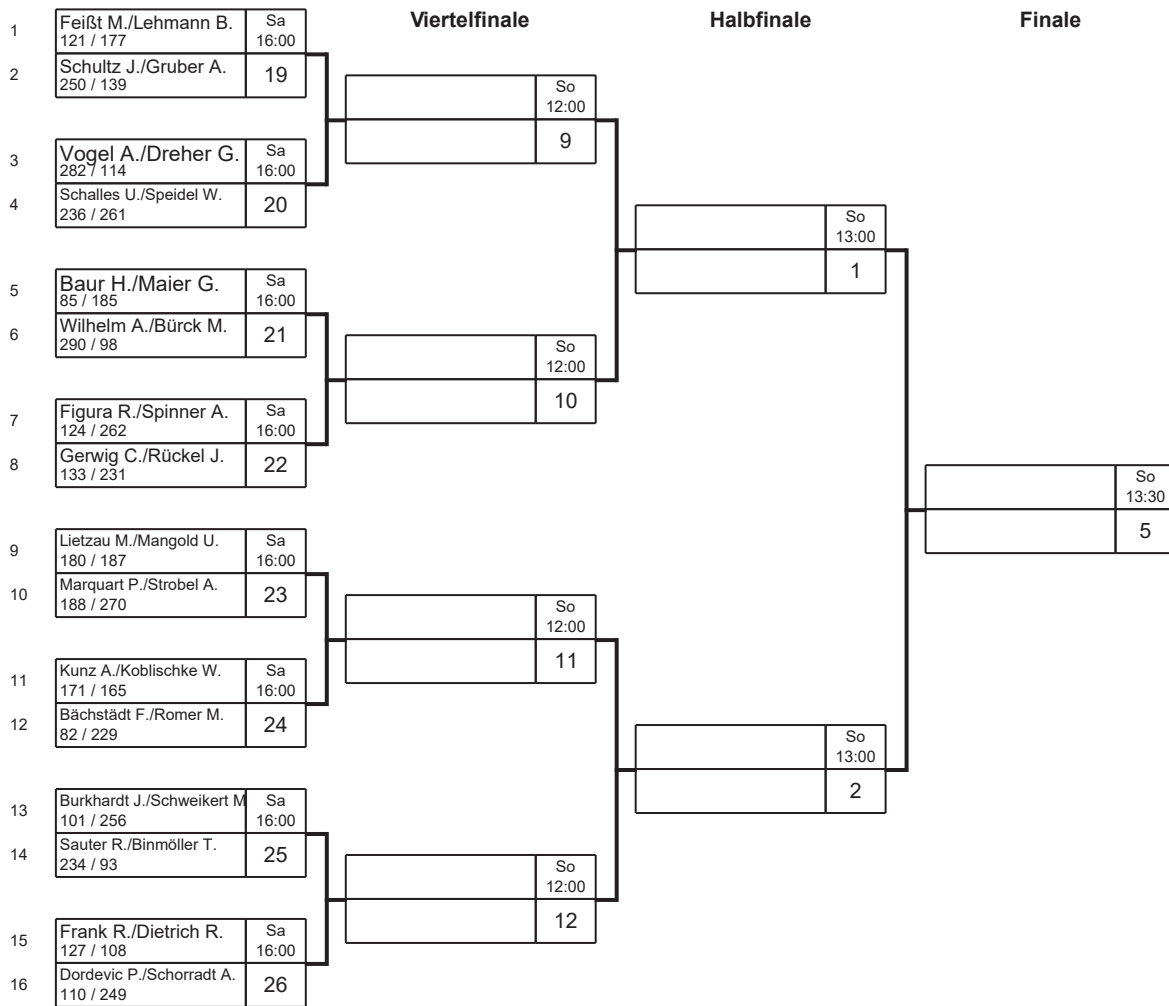 Viertelfinale
Halbfinale
Finale
1
Feißt M./Lehmann B.
121 / 177
Sa
16:00
2
Schultz J./Gruber A.
250 / 139
19
So
12:00
9
3
Vogel A./Dreher G.
282 / 114
Sa
16:00
4
Schalles U./Speidel W.
236 / 261
20
So
13:00
1
5
Baur H./Maier G.
85 / 185
Sa
16:00
6
Wilhelm A./Bürck M.
290 / 98
21
So
12:00
10
7
Figura R./Spinner A.
124 / 262
Sa
16:00
8
Gerwig C./Rückel J.
133 / 231
22
So
13:30
5
9
Lietzau M./Mangold U.
180 / 187
Sa
16:00
10
Marquart P./Strobel A.
188 / 270
23
So
12:00
11
11
Kunz A./Koblischke W.
171 / 165
Sa
16:00
12
Bächstädt F./Romer M.
82 / 229
24
So
13:00
2
13
Burkhardt J./Schweikert M
101 / 256
Sa
16:00
14
Sauter R./Binmöller T.
234 / 93
25
So
12:00
12
15
Frank R./Dietrich R.
127 / 108
Sa
16:00
16
Dordevic P./Schorradt A.
110 / 249
26